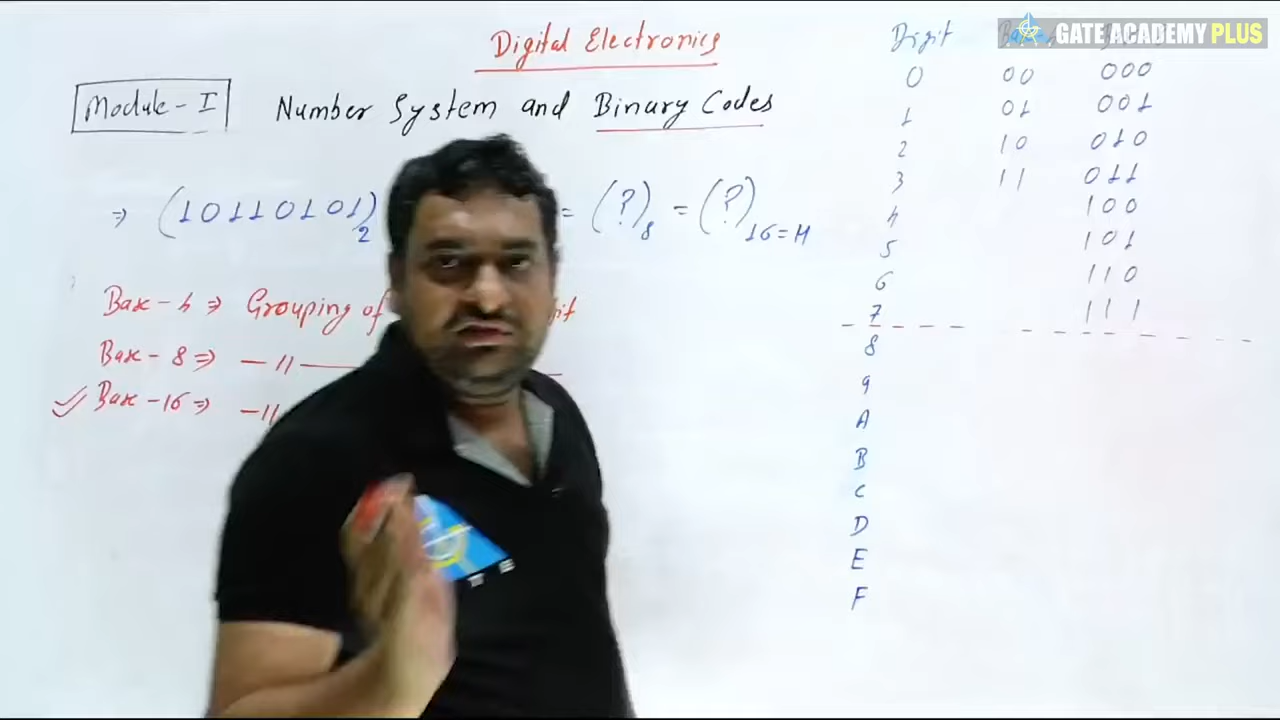 Digital Electronics
GATE ACADEMY PLUS
Module - I Number System and Binary Codes
⇒ (10110101)2 = (?)8 = (?)16=H
Base - 4 ⇒ Grouping of
Base - 8 ⇒ -11-
Base - 16 ⇒ -11
Digit
0 00 000
1 01 001
2 10 010
3 11 011
4 100
5 101
6 110
7 111
8
9
A
B
C
D
E
F